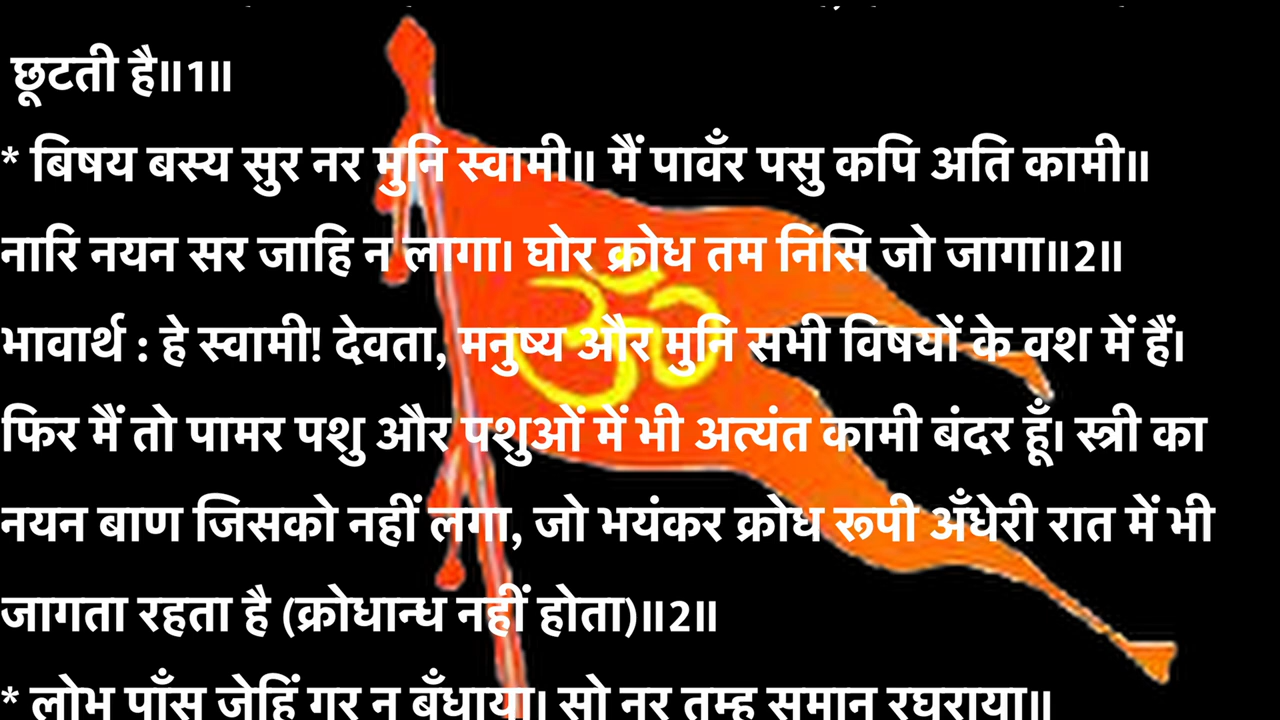 छूटती है॥1॥
* बिषय बस्य सुर नर मुनि स्वामी॥ मैं पावँर पसु कपि अति कामी॥
नारि नयन सर जाहि न लागा। घोर क्रोध तम निसि जो जागा॥2॥
भावार्थ : हे स्वामी! देवता, मनुष्य और मुनि सभी विषयों के वश में हैं।
फिर मैं तो पामर पशु और पशुओं में भी अत्यंत कामी बंदर हूँ। स्त्री का
नयन बाण जिसको नहीं लगा, जो भयंकर क्रोध रूपी अँधेरी रात में भी
जागता रहता है (क्रोधान्ध नहीं होता)॥2॥
* लोभ पाँस जेहिं गर न बँधाया। सो नर तुम्ह समान रघुराया॥